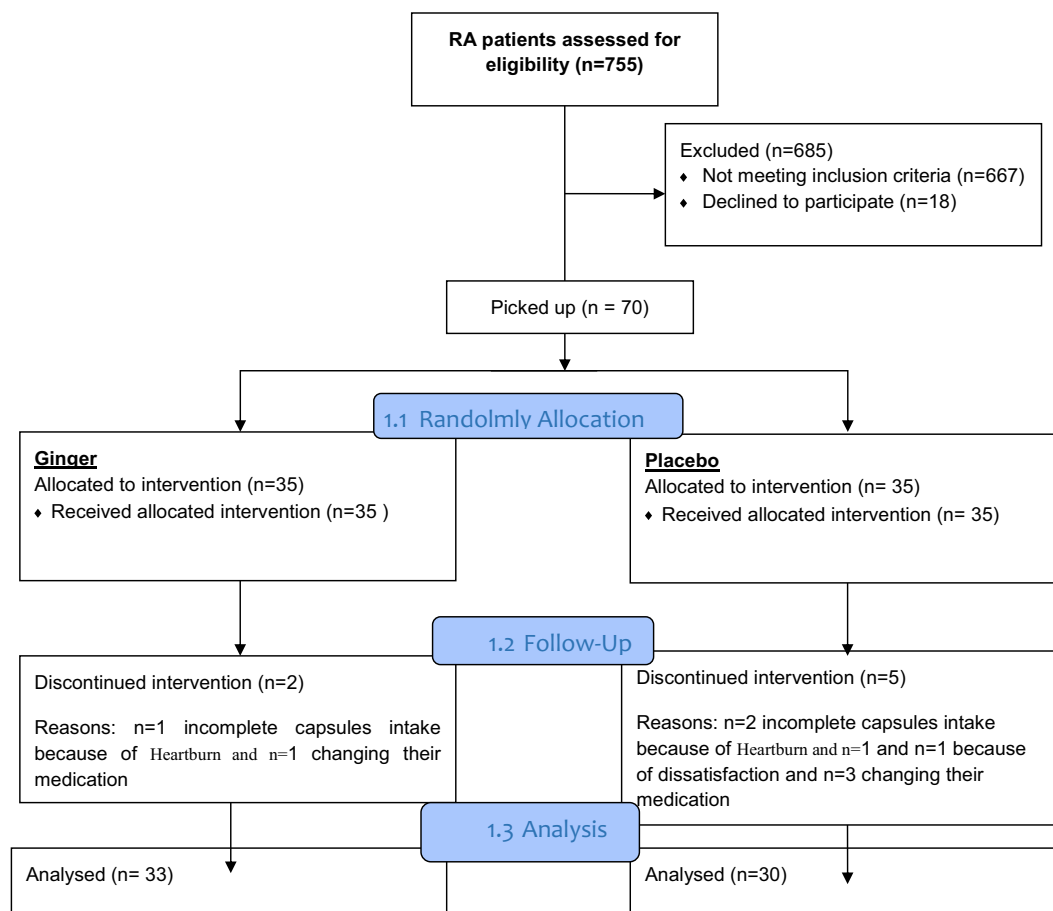 RA patients assessed for
eligibility (n=755)
Excluded (n=685)
♦ Not meeting inclusion criteria (n=667)
♦ Declined to participate (n=18)
Picked up (n = 70)
1.1 Randolmly Allocation
Ginger
Allocated to intervention (n=35)
♦ Received allocated intervention (n=35 )
Placebo
Allocated to intervention (n= 35)
♦ Received allocated intervention (n= 35)
1.2 Follow-Up
Discontinued intervention (n=2)
Reasons: n=1 incomplete capsules intake
because of Heartburn and n=1 changing their
medication
Discontinued intervention (n=5)
Reasons: n=2 incomplete capsules intake
because of Heartburn and n=1 and n=1 because
of dissatisfaction and n=3 changing their
medication
1.3 Analysis
Analysed (n= 33)
Analysed (n=30)